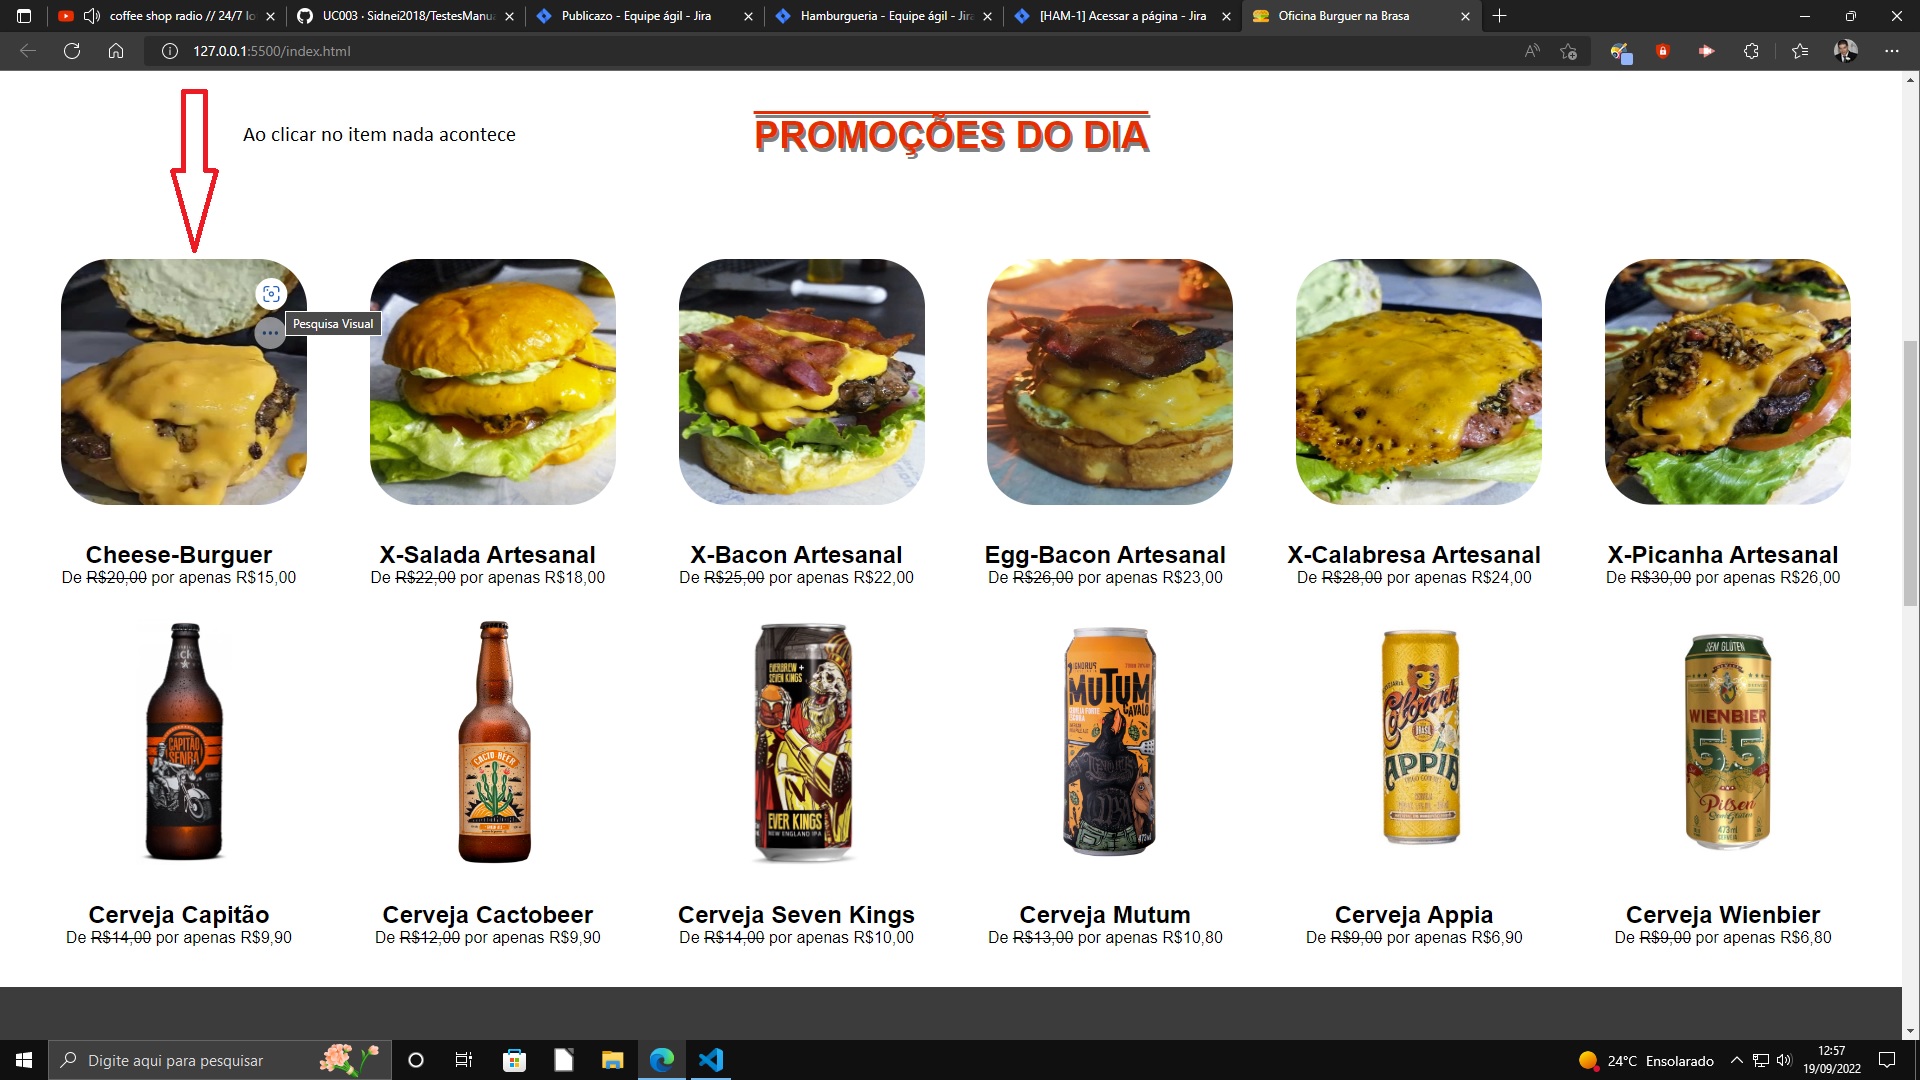 coffee shop radio // 24/7 lo
UC003 · Sidnei2018/TestesManua
Publicazo - Equipe ágil - Jira
Hamburgueria - Equipe ágil - Jira
[HAM-1] Acessar a página - Jira
Oficina Burguer na Brasa
127.0.0.1:5500/index.html
Ao clicar no item nada acontece
PROMOÇÕES DO DIA
Pesquisa Visual
Cheese-Burguer
De R$20,00 por apenas R$15,00
X-Salada Artesanal
De R$22,00 por apenas R$18,00
X-Bacon Artesanal
De R$25,00 por apenas R$22,00
Egg-Bacon Artesanal
De R$26,00 por apenas R$23,00
X-Calabresa Artesanal
De R$28,00 por apenas R$24,00
X-Picanha Artesanal
De R$30,00 por apenas R$26,00
CAPITÃO
SENRA
CACTO BEER
EVERBREW +
SEVEN KINGS
EVER KINGS
NEW ENGLAND IPA
MUTUM
CAVALO
473ml
Colorado
APPIA
SEM GLÚTEN
WIENBIER
55
Pilsen
473ml
Cerveja Capitão
De R$14,00 por apenas R$9,90
Cerveja Cactobeer
De R$12,00 por apenas R$9,90
Cerveja Seven Kings
De R$14,00 por apenas R$10,00
Cerveja Mutum
De R$13,00 por apenas R$10,80
Cerveja Appia
De R$9,00 por apenas R$6,90
Cerveja Wienbier
De R$9,00 por apenas R$6,80
Digite aqui para pesquisar
24°C Ensolarado
12:57
19/09/2022